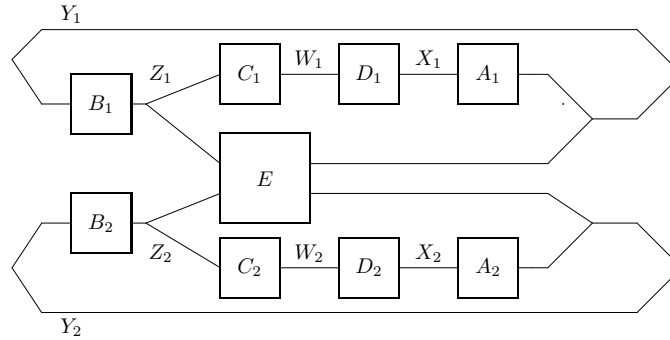 Y₁
Z₁ C₁ W₁ D₁ X₁ A₁
B₁
E
B₂
Z₂ C₂ W₂ D₂ X₂ A₂
Y₂